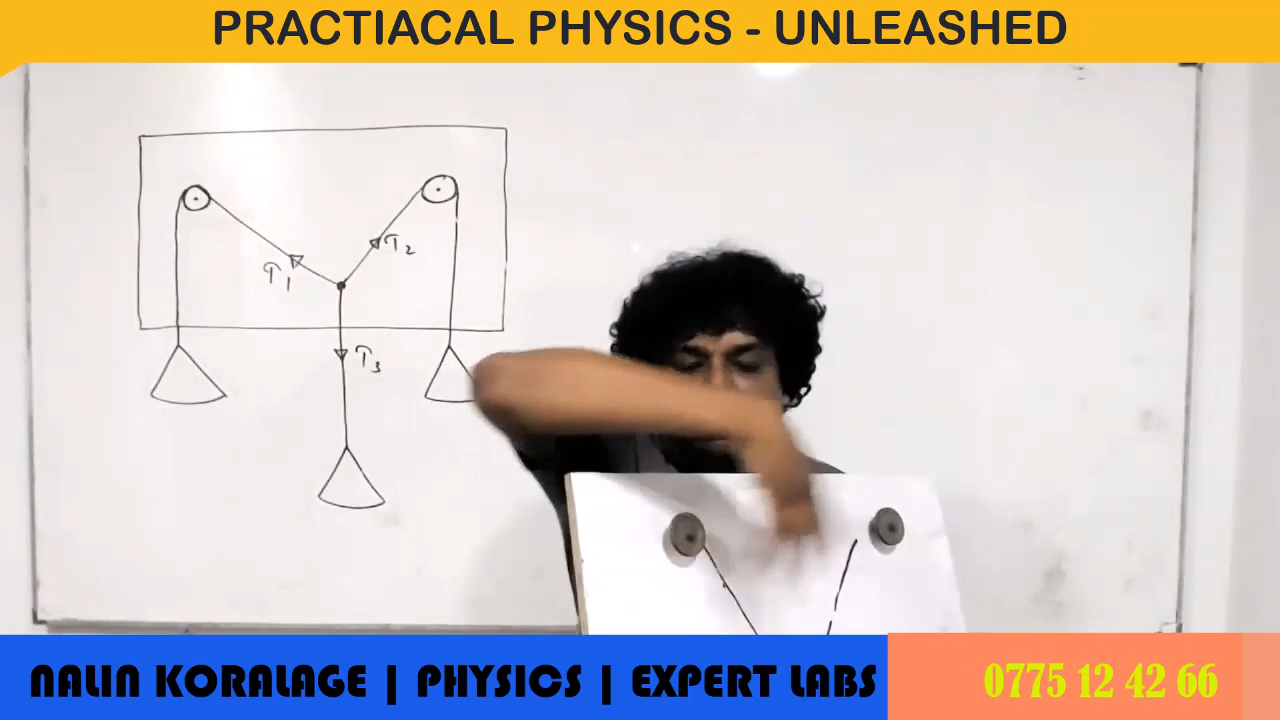 PRACTIACAL PHYSICS - UNLEASHED
T2
T1
T3
NALIN KORALAGE | PHYSICS | EXPERT LABS
0775 12 42 66